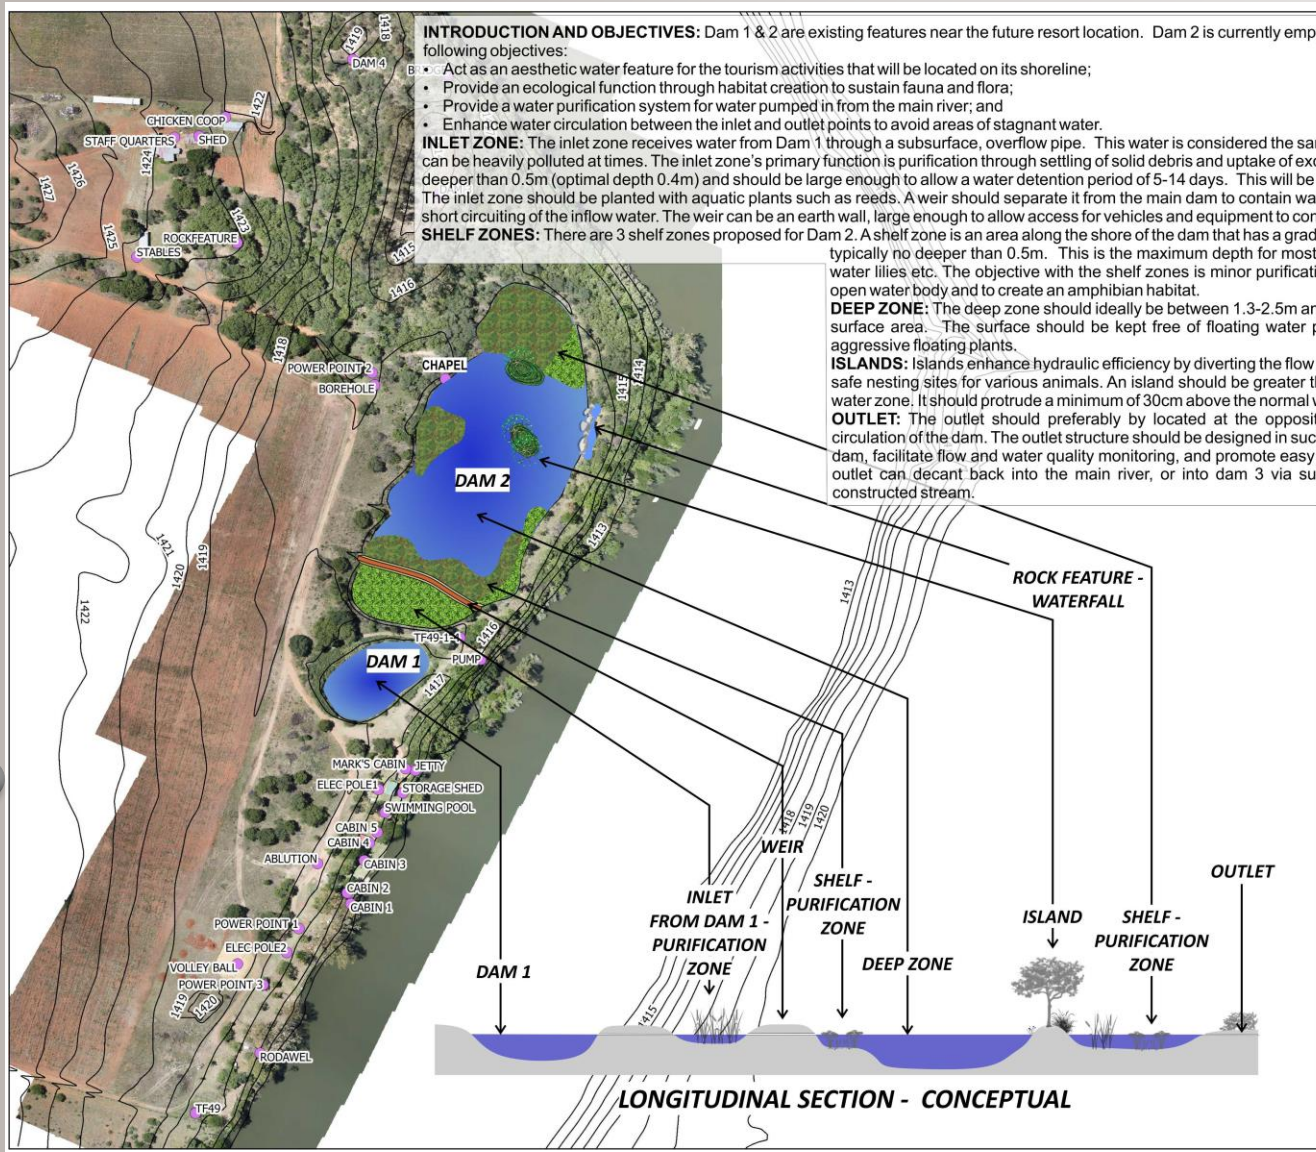 INTRODUCTION AND OBJECTIVES: Dam 1 & 2 are existing features near the future resort location. Dam 2 is currently emp
following objectives:
• Act as an aesthetic water feature for the tourism activities that will be located on its shoreline;
• Provide an ecological function through habitat creation to sustain fauna and flora;
• Provide a water purification system for water pumped in from the main river; and
• Enhance water circulation between the inlet and outlet points to avoid areas of stagnant water.
INLET ZONE: The inlet zone receives water from Dam 1 through a subsurface, overflow pipe. This water is considered the sa
can be heavily polluted at times. The inlet zone's primary function is purification through settling of solid debris and uptake of exc
deeper than 0.5m (optimal depth 0.4m) and should be large enough to allow a water detention period of 5-14 days. This will be
The inlet zone should be planted with aquatic plants such as reeds. A weir should separate it from the main dam to contain wa
short circuiting of the inflow water. The weir can be an earth wall, large enough to allow access for vehicles and equipment to con
SHELF ZONES: There are 3 shelf zones proposed for Dam 2. A shelf zone is an area along the shore of the dam that has a grad
typically no deeper than 0.5m. This is the maximum depth for most
water lilies etc. The objective with the shelf zones is minor purificati
open water body and to create an amphibian habitat.
DEEP ZONE: The deep zone should ideally be between 1.3-2.5m an
surface area. The surface should be kept free of floating water p
aggressive floating plants.
ISLANDS: Islands enhance hydraulic efficiency by diverting the flow
safe nesting sites for various animals. An island should be greater t
water zone. It should protrude a minimum of 30cm above the normal
OUTLET: The outlet should preferably by located at the opposit
circulation of the dam. The outlet structure should be designed in suc
dam, facilitate flow and water quality monitoring, and promote easy
outlet can decant back into the main river, or into dam 3 via su
constructed stream.
1419
1418
DAM 4
1422
CHICKEN COOP
STAFF QUARTERS
SHED
1424
1426
1427
1425
ROCKFEATURE
1423
STABLES
1415
1416
1418
POWER POINT 2
CHAPEL
BOREHOLE
1415
1414
DAM 2
1413
1421
1420
1419
1422
1413
ROCK FEATURE -
WATERFALL
TF49-1-
1416
DAM 1
PUMP
1417
MARK'S CABIN
JETTY
ELEC POLE1
STORAGE SHED
SWIMMING POOL
CABIN 5
CABIN 4
ABLUTION
CABIN 3
CABIN 2
CABIN 1
POWER POINT 1
ELEC POLE2
VOLLEY BALL
POWER POINT 3
1419
1420
RODAWEL
TF49
1418
1419
1420
1415
WEIR
INLET
FROM DAM 1 -
PURIFICATION
ZONE
SHELF -
PURIFICATION
ZONE
DAM 1
DEEP ZONE
ISLAND
SHELF -
PURIFICATION
ZONE
OUTLET
LONGITUDINAL SECTION - CONCEPTUAL